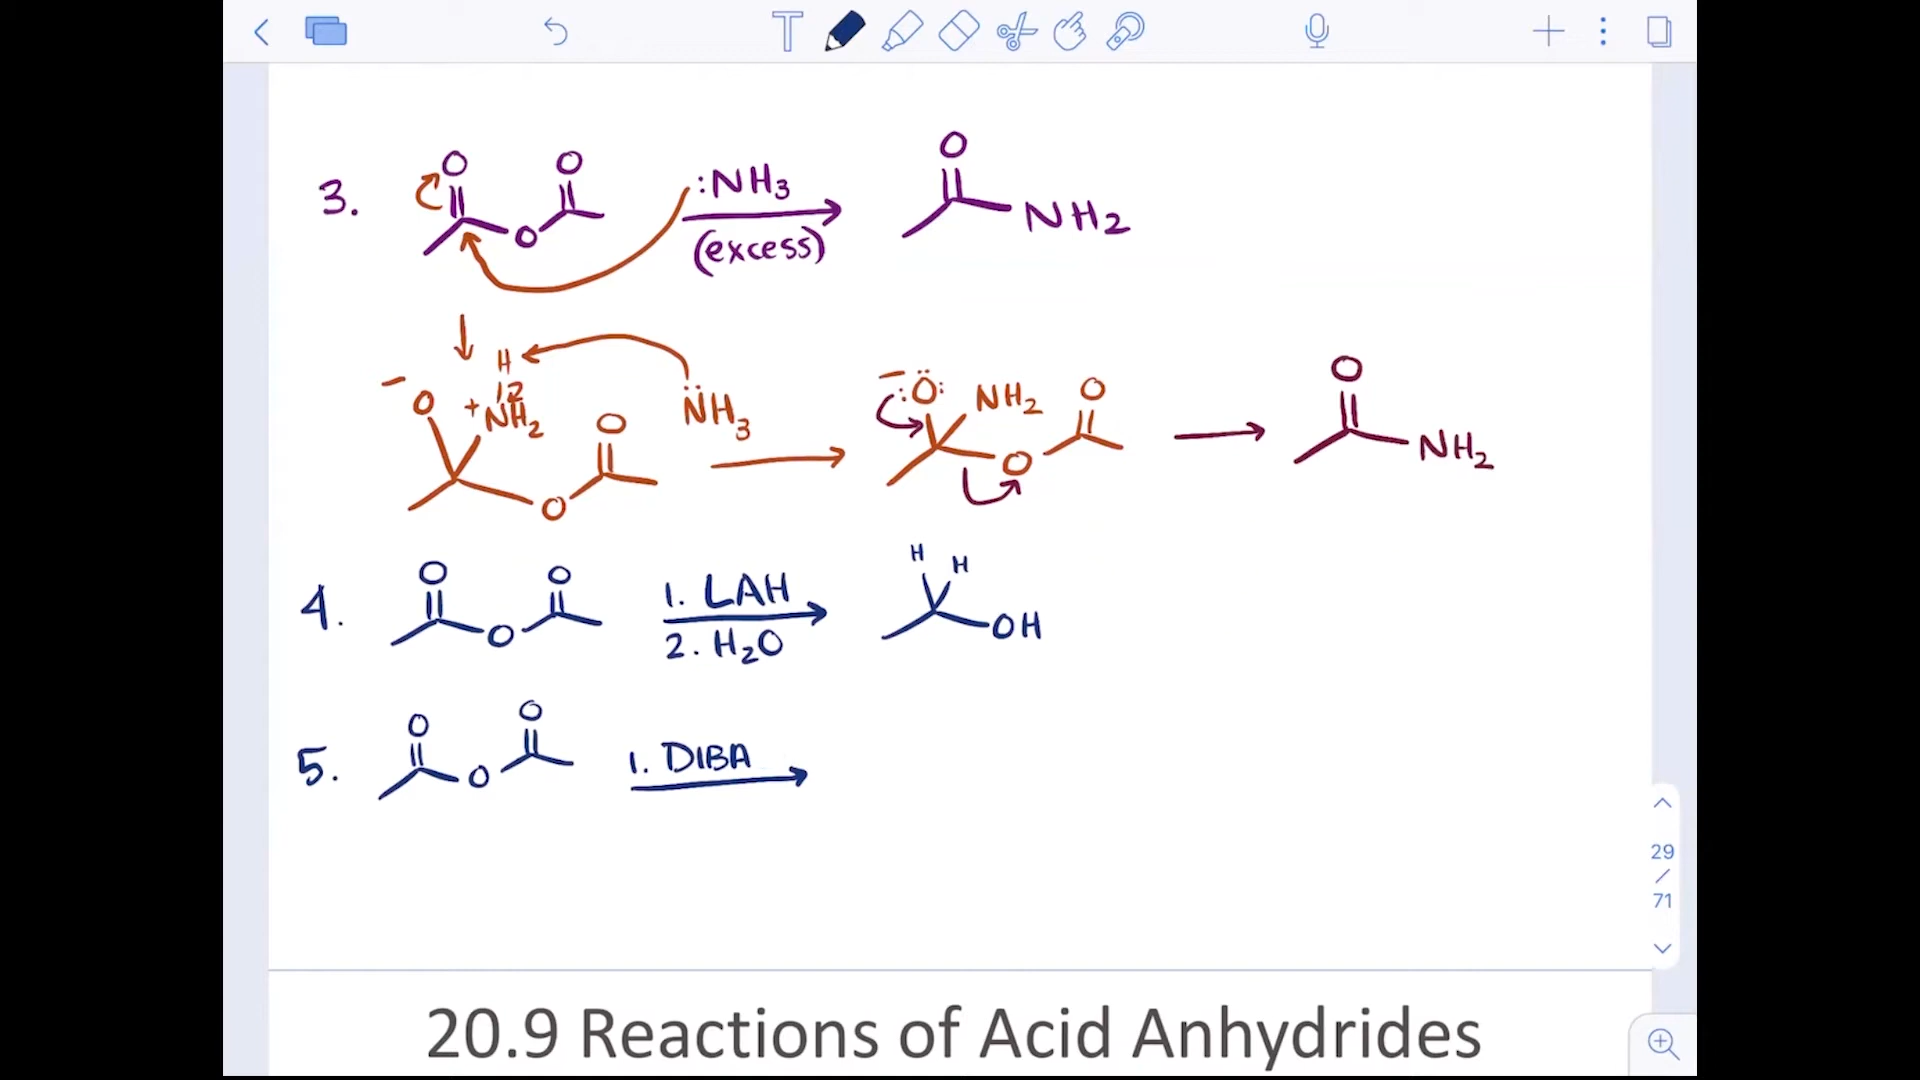 T
O O
3. O :NH3 (excess)
O NH2
H
- O + NH2 O O
NH3
- :Ö: NH2 O O
O NH2
4. O O O 1. LAH 2. H2O
H H OH
5. O O O 1. DIBA
29
/
71
20.9 Reactions of Acid Anhydrides